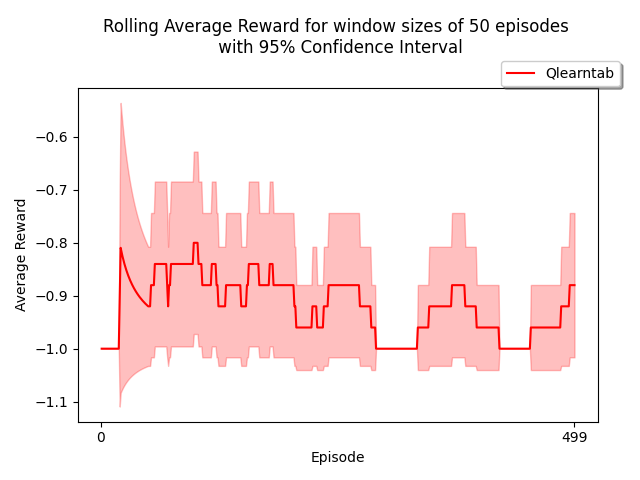 Rolling Average Reward for window sizes of 50 episodes
with 95% Confidence Interval
Qlearntab
−0.6
−0.7
−0.8
−0.9
−1.0
−1.1
Average Reward
0
499
Episode